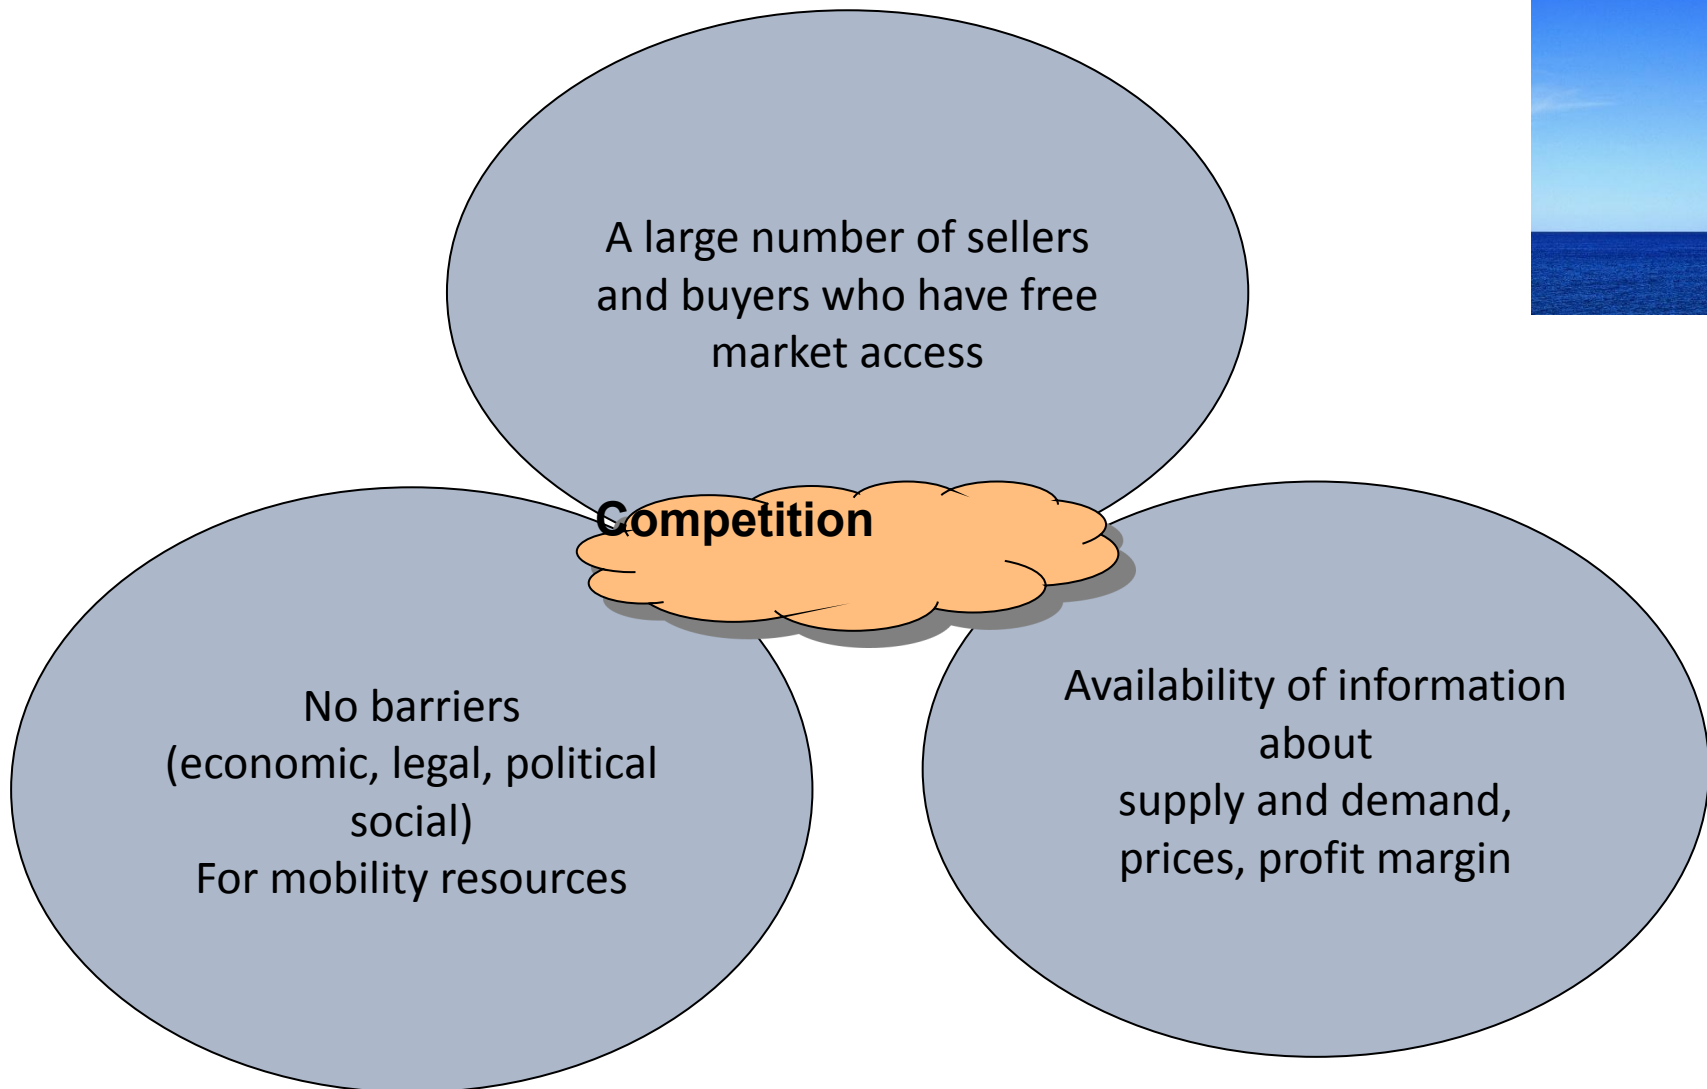 A large number of sellers
and buyers who have free
market access
Competition
No barriers
(economic, legal, political
social)
For mobility resources
Availability of information
about
supply and demand,
prices, profit margin